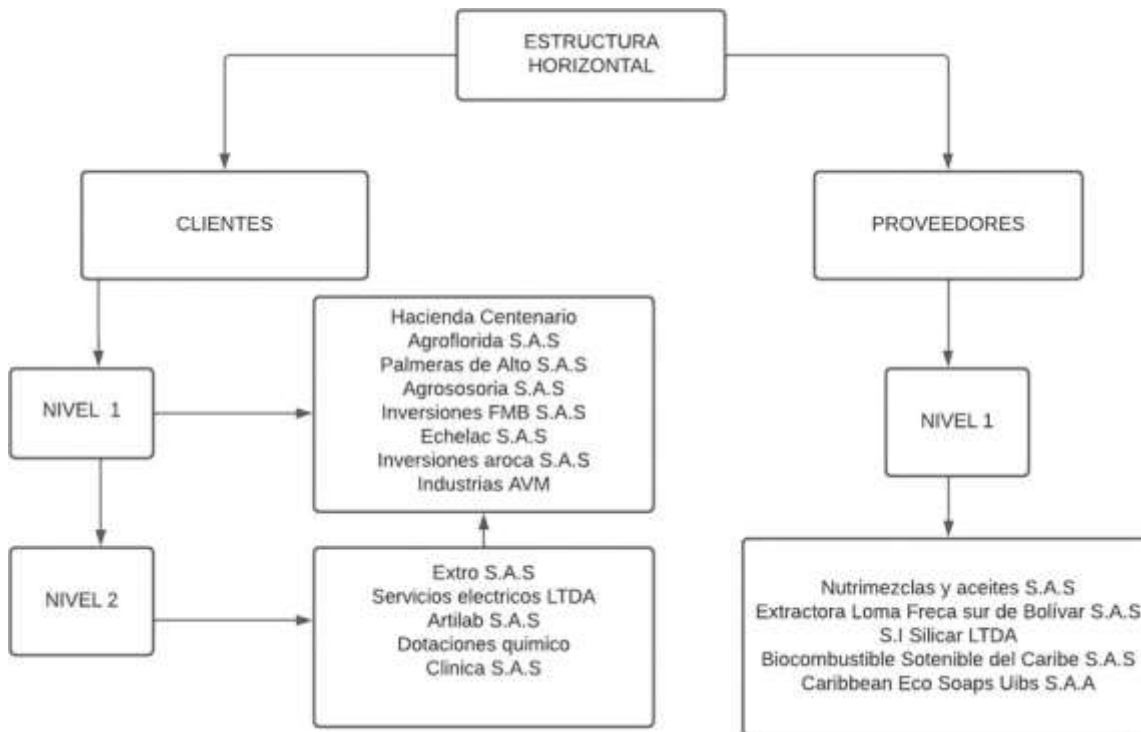 ESTRUCTURA
HORIZONTAL
CLIENTES
PROVEEDORES
NIVEL 1
Hacienda Centenario
Agroflorida S.A.S
Palmeras de Alto S.A.S
Agrososoria S.A.S
Inversiones FMB S.A.S
Echelac S.A.S
Inversiones aroca S.A.S
Industrias AVM
NIVEL 1
NIVEL 2
Extro S.A.S
Servicios electricos LTDA
Artilab S.A.S
Dotaciones quimico
Clinica S.A.S
Nutrimezclas y aceites S.A.S
Extractora Loma Freca sur de Bolívar S.A.S
S.I Silicar LTDA
Biocombustible Sotenible del Caribe S.A.S
Caribbean Eco Soaps Uibs S.A.A